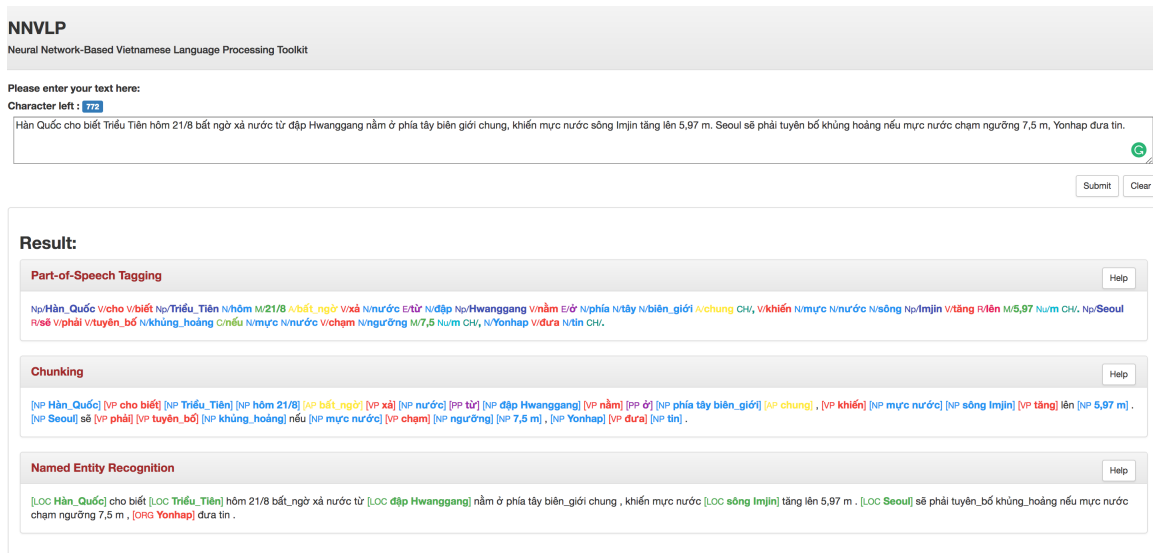 NNVLP
Neural Network-Based Vietnamese Language Processing Toolkit
Please enter your text here:
Character left : 772
Hàn Quốc cho biết Triều Tiên hôm 21/8 bất ngờ xả nước từ đập Hwanggang nằm ở phía tây biên giới chung, khiến mực nước sông Imjin tăng lên 5,97 m. Seoul sẽ phải tuyên bố khủng hoảng nếu mực nước chạm ngưỡng 7,5 m, Yonhap đưa tin.
Submit Clear
Result:
Part-of-Speech Tagging Help
Np/Hàn_Quốc V/cho V/biết Np/Triều_Tiên N/hôm M/21/8 A/bất_ngờ V/xả N/nước E/từ N/đập Np/Hwanggang V/nằm E/ở N/phía N/tây N/biên_giới A/chung CH/, V/khiến N/mực N/nước N/sông Np/Imjin V/tăng R/lên M/5,97 Nu/m CH/. Np/Seoul
R/sẽ V/phải V/tuyên_bố N/khủng_hoảng C/nếu N/mực N/nước V/chạm N/ngưỡng M/7,5 Nu/m CH/, N/Yonhap V/đưa N/tin CH/.
Chunking Help
[NP Hàn_Quốc] [VP cho biết] [NP Triều_Tiên] [NP hôm 21/8] [AP bất_ngờ] [VP xả] [NP nước] [PP từ] [NP đập Hwanggang] [VP nằm] [PP ở] [NP phía tây biên_giới] [AP chung] , [VP khiến] [NP mực nước] [NP sông Imjin] [VP tăng] lên [NP 5,97 m] .
[NP Seoul] sẽ [VP phải] [VP tuyên_bố] [NP khủng_hoảng] nếu [NP mực nước] [VP chạm] [NP ngưỡng] [NP 7,5 m] , [NP Yonhap] [VP đưa] [NP tin] .
Named Entity Recognition Help
[LOC Hàn_Quốc] cho biết [LOC Triều_Tiên] hôm 21/8 bất_ngờ xả nước từ [LOC đập Hwanggang] nằm ở phía tây biên_giới chung , khiến mực nước [LOC sông Imjin] tăng lên 5,97 m . [LOC Seoul] sẽ phải tuyên_bố khủng_hoảng nếu mực nước
chạm ngưỡng 7,5 m , [ORG Yonhap] đưa tin .